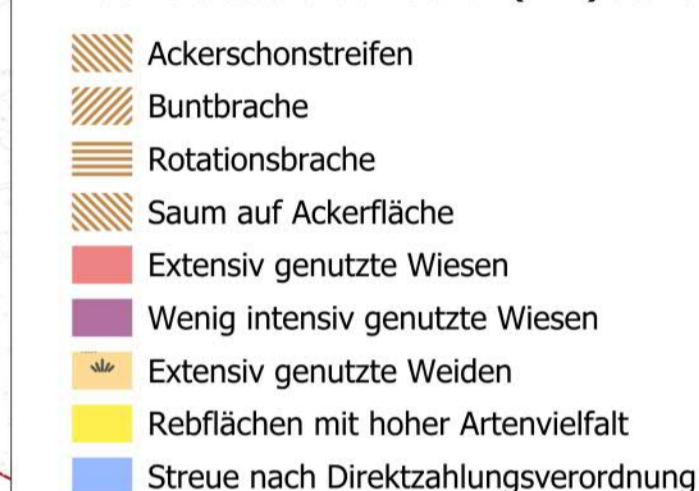 Ackerschonstreifen
Buntbrache
Rotationsbrache
Saum auf Ackerfläche
Extensiv genutzte Wiesen
Wenig intensiv genutzte Wiesen
Extensiv genutzte Weiden
Rebflächen mit hoher Artenvielfalt
Streue nach Direktzahlungsverordnung